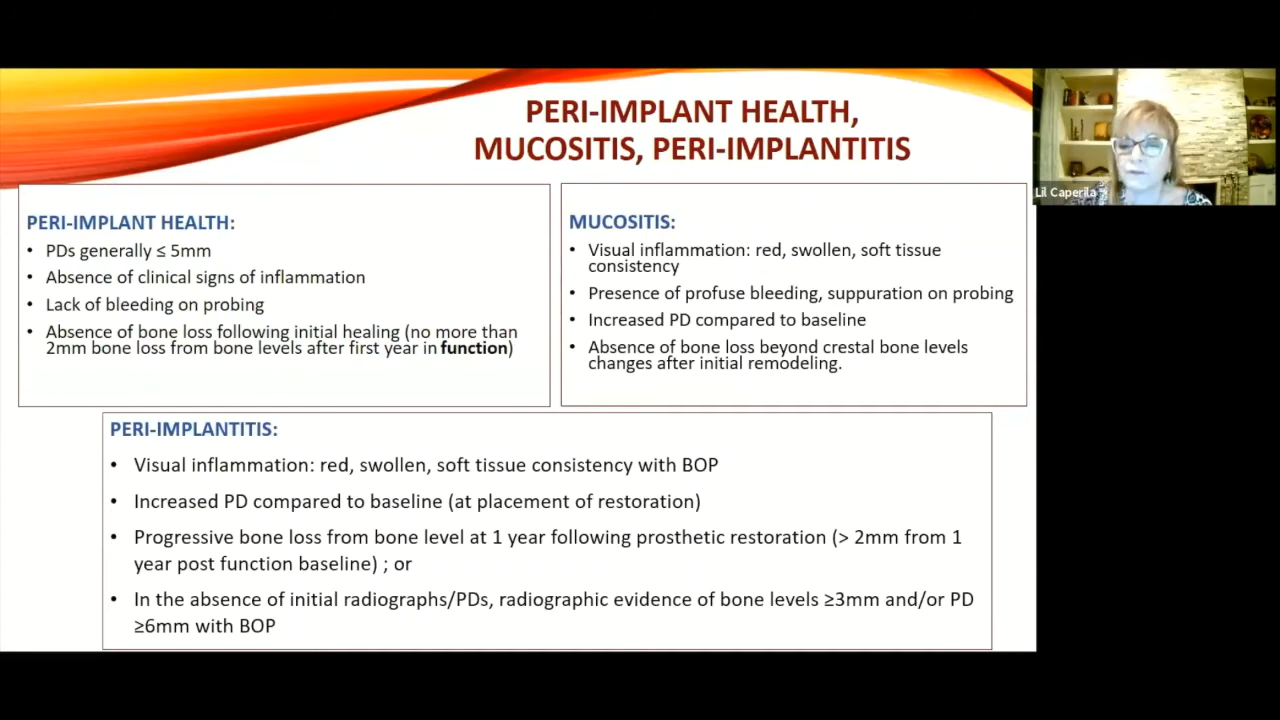 PERI-IMPLANT HEALTH,
MUCOSITIS, PERI-IMPLANTITIS
Lil Caperila
PERI-IMPLANT HEALTH:
• PDs generally ≤ 5mm
• Absence of clinical signs of inflammation
• Lack of bleeding on probing
• Absence of bone loss following initial healing (no more than
2mm bone loss from bone levels after first year in function)
MUCOSITIS:
• Visual inflammation: red, swollen, soft tissue
consistency
• Presence of profuse bleeding, suppuration on probing
• Increased PD compared to baseline
• Absence of bone loss beyond crestal bone levels
changes after initial remodeling.
PERI-IMPLANTITIS:
• Visual inflammation: red, swollen, soft tissue consistency with BOP
• Increased PD compared to baseline (at placement of restoration)
• Progressive bone loss from bone level at 1 year following prosthetic restoration (> 2mm from 1
year post function baseline) ; or
• In the absence of initial radiographs/PDs, radiographic evidence of bone levels ≥3mm and/or PD
≥6mm with BOP